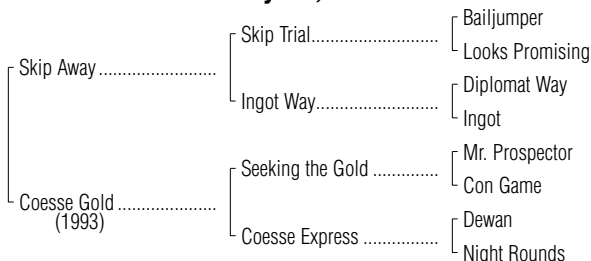 Bailjumper
Skip Trial..............................
Looks Promising
Skip Away ............................
Diplomat Way
Ingot Way.............................
Ingot
Mr. Prospector
Seeking the Gold ...............
Con Game
Coesse Gold .......................
(1993)
Dewan
Coesse Express .................
Night Rounds